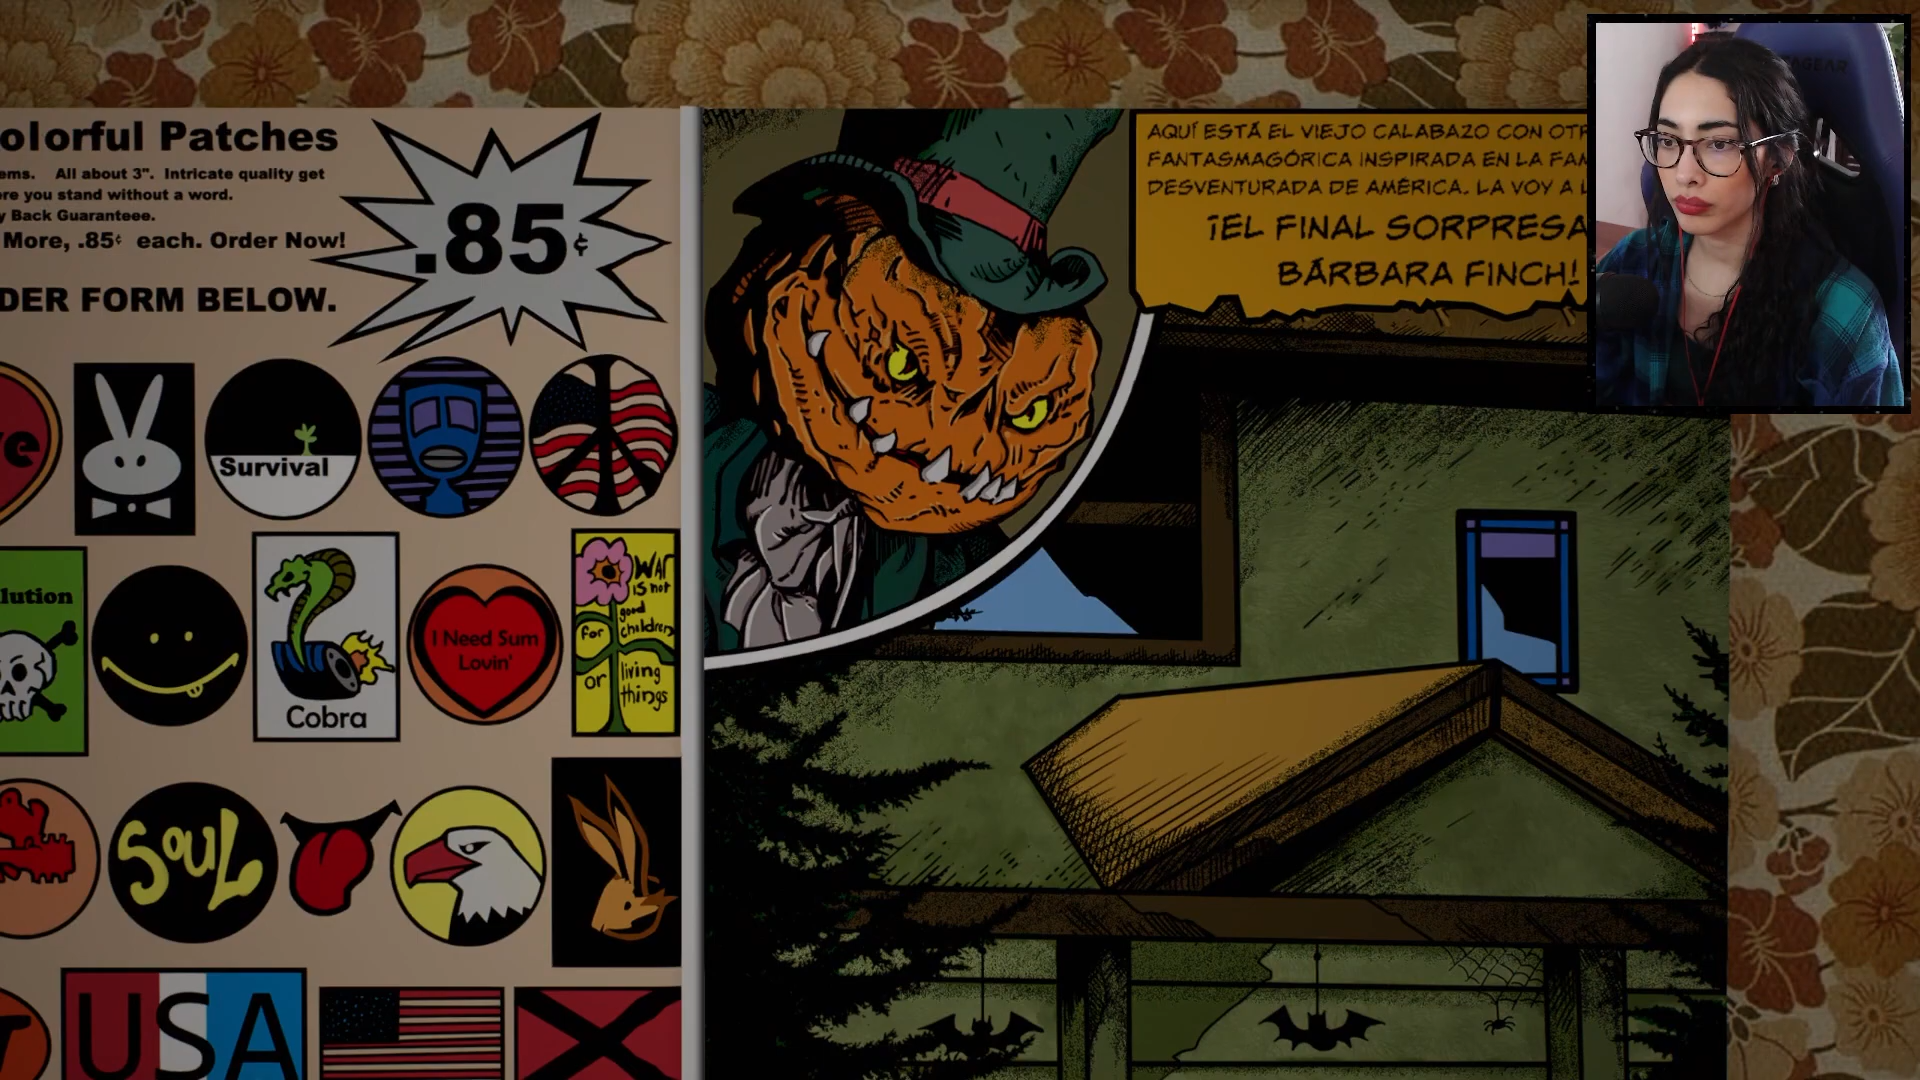 olorful Patches
ems. All about 3". Intricate quality get
ere you stand without a word.
y Back Guaranteee.
More, .85¢ each. Order Now!
DER FORM BELOW.
.85¢
Survival
lution
Cobra
I Need Sum
Lovin'
War
is not
good
for children
or living
things
SOUL
USA
AQUÍ ESTÁ EL VIEJO CALABAZO CON OTR
FANTASMAGÓRICA INSPIRADA EN LA FAM
DESVENTURADA DE AMÉRICA. LA VOY A L
¡EL FINAL SORPRESA
BÁRBARA FINCH!